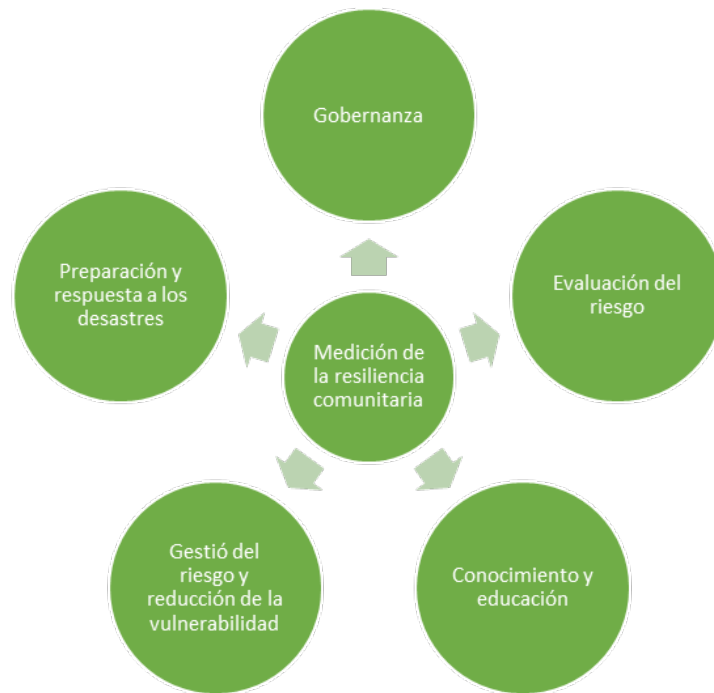 Gobernanza
Evaluación del
riesgo
Conocimiento y
educación
Gestió del
riesgo y
reducción de la
vulnerabilidad
Preparación y
respuesta a los
desastres
Medición de
la resiliencia
comunitaria